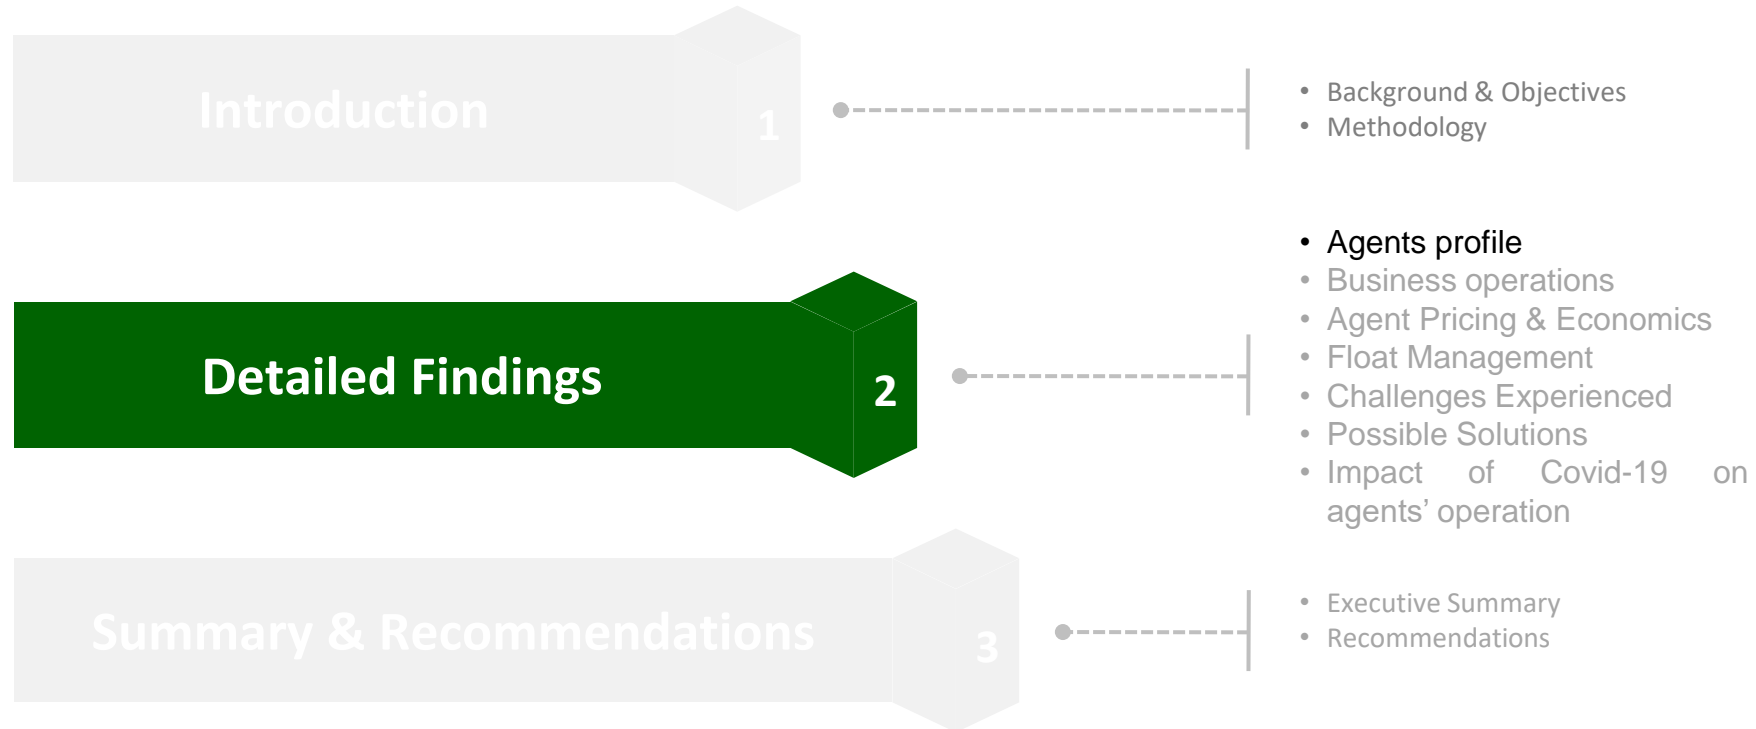 Introduction
1
• Background & Objectives
• Methodology
Detailed Findings
2
• Agents profile
• Business operations
• Agent Pricing & Economics
• Float Management
• Challenges Experienced
• Possible Solutions
• Impact of Covid-19 on
agents’ operation
Summary & Recommendations
3
• Executive Summary
• Recommendations